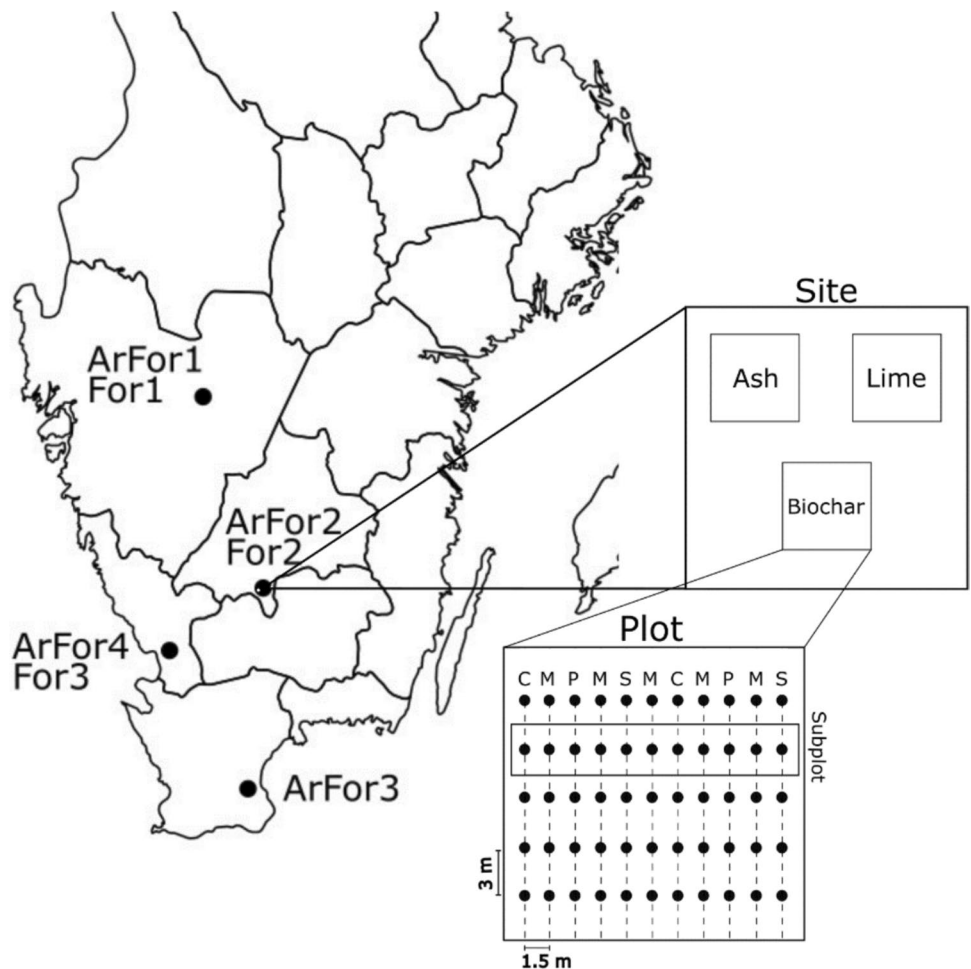 Site
ArFor1
For1
Ash
Lime
Biochar
ArFor2
For2
ArFor4
For3
ArFor3
Plot
C M P M S M C M P M S
Subplot
3 m
1.5 m